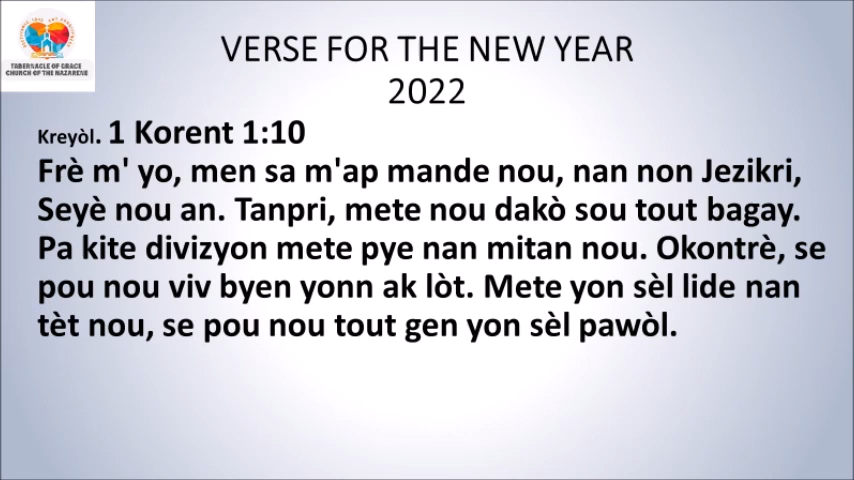 TABERNACLE OF GRACE
CHURCH OF THE NAZARENE
VERSE FOR THE NEW YEAR
2022
Kreyòl. 1 Korent 1:10
Frè m' yo, men sa m'ap mande nou, nan non Jezikri,
Seyè nou an. Tanpri, mete nou dakò sou tout bagay.
Pa kite divizyon mete pye nan mitan nou. Okontrè, se
pou nou viv byen yonn ak lòt. Mete yon sèl lide nan
tèt nou, se pou nou tout gen yon sèl pawòl.